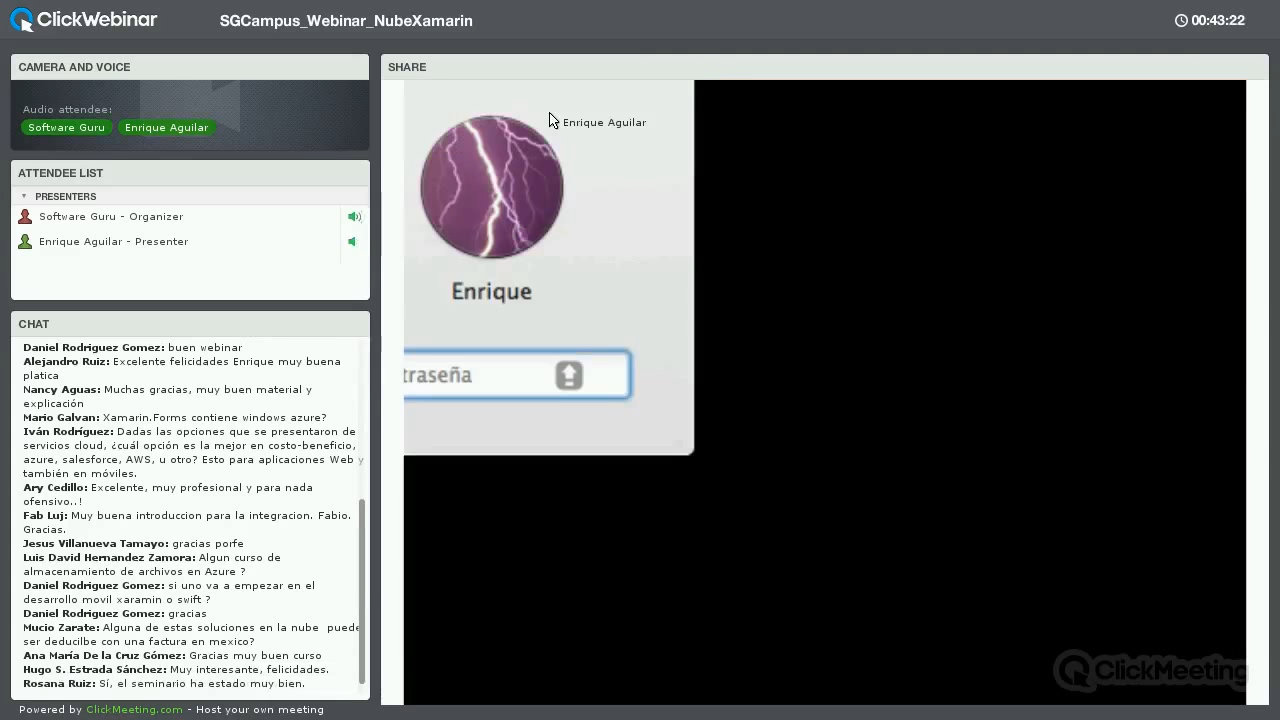 ClickWebinar
SGCampus_Webinar_NubeXamarin
00:43:22
CAMERA AND VOICE
Audio attendee:
Software Guru
Enrique Aguilar
ATTENDEE LIST
PRESENTERS
Software Guru - Organizer
Enrique Aguilar - Presenter
CHAT
Daniel Rodriguez Gomez: buen webinar
Alejandro Ruiz: Excelente felicidades Enrique muy buena
platica
Nancy Aguas: Muchas gracias, muy buen material y
explicación
Mario Galvan: Xamarin.Forms contiene windows azure?
Iván Rodríguez: Dadas las opciones que se presentaron de
servicios cloud, ¿cuál opción es la mejor en costo-beneficio,
azure, salesforce, AWS, u otro? Esto para aplicaciones Web y
también en móviles.
Ary Cedillo: Excelente, muy profesional y para nada
ofensivo..!
Fab Luj: Muy buena introduccion para la integracion. Fabio.
Gracias.
Jesus Villanueva Tamayo: gracias porfe
Luis David Hernandez Zamora: Algun curso de
almacenamiento de archivos en Azure ?
Daniel Rodriguez Gomez: si uno va a empezar en el
desarrollo movil xaramin o swift ?
Daniel Rodriguez Gomez: gracias
Mucio Zarate: Alguna de estas soluciones en la nube puede
ser deducilbe con una factura en mexico?
Ana María De la Cruz Gómez: Gracias muy buen curso
Hugo S. Estrada Sánchez: Muy interesante, felicidades.
Rosana Ruiz: Sí, el seminario ha estado muy bien.
Powered by ClickMeeting.com - Host your own meeting
SHARE
Enrique Aguilar
Enrique
traseña
ClickMeeting